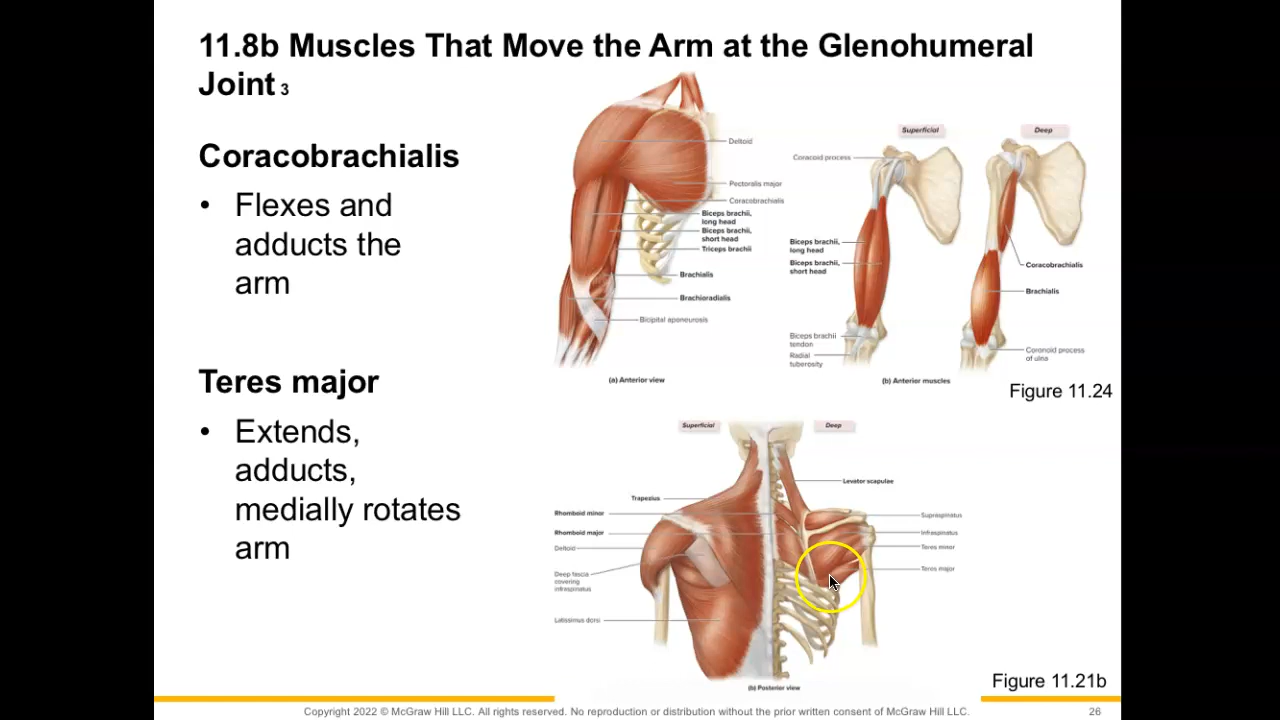 11.8b Muscles That Move the Arm at the Glenohumeral
Joint 3
Coracobrachialis
• Flexes and
adducts the
arm
Teres major
• Extends,
adducts,
medially rotates
arm
Deltoid
Pectoralis major
Coracobrachialis
Biceps brachii,
long head
Biceps brachii,
short head
Triceps brachii
Brachialis
Brachioradialis
Bicipital aponeurosis
(a) Anterior view
Superficial
Deep
Coracoid process
Biceps brachii,
long head
Biceps brachii,
short head
Coracobrachialis
Brachialis
Biceps brachii
tendon
Radial
tuberosity
Coronoid process
of ulna
(b) Anterior muscles
Figure 11.24
Superficial
Deep
Levator scapulae
Trapezius
Rhomboid minor
Rhomboid major
Deltoid
Deep fascia
covering
infraspinatus
Latissimus dorsi
Supraspinatus
Infraspinatus
Teres minor
Teres major
(b) Posterior view
Figure 11.21b
Copyright 2022 © McGraw Hill LLC. All rights reserved. No reproduction or distribution without the prior written consent of McGraw Hill LLC.
26